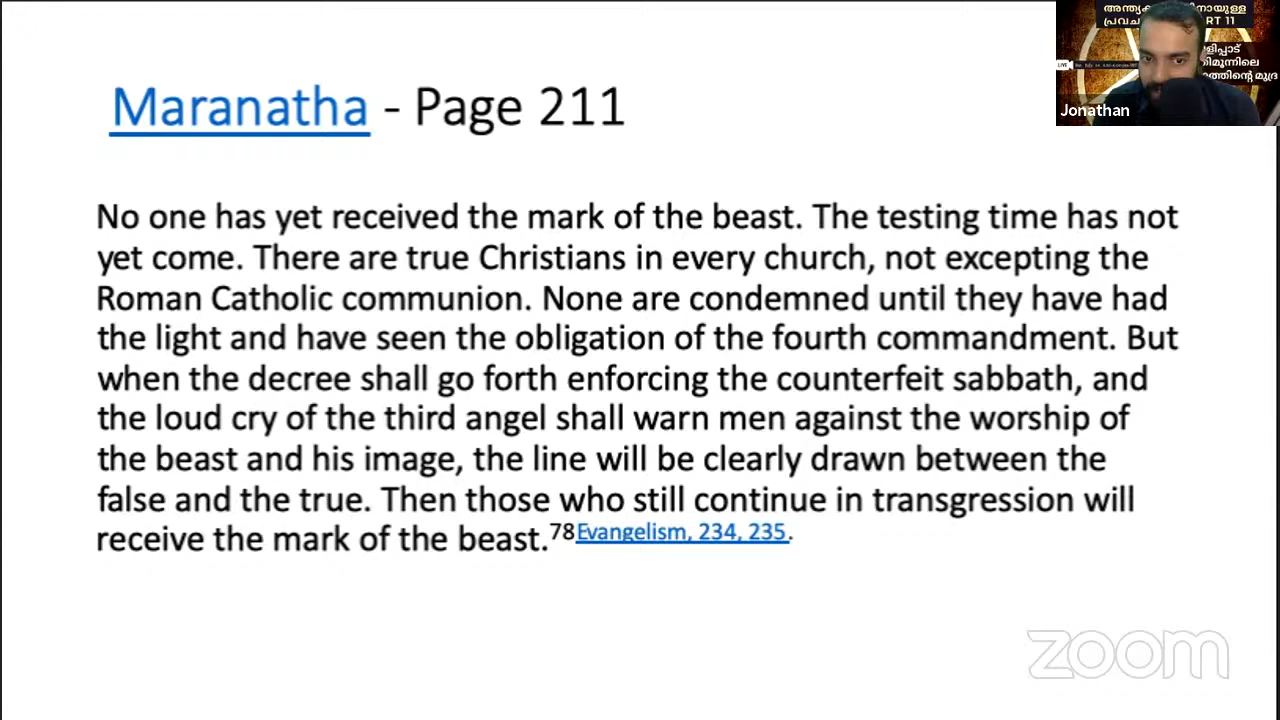 Maranatha - Page 211
No one has yet received the mark of the beast. The testing time has not
yet come. There are true Christians in every church, not excepting the
Roman Catholic communion. None are condemned until they have had
the light and have seen the obligation of the fourth commandment. But
when the decree shall go forth enforcing the counterfeit sabbath, and
the loud cry of the third angel shall warn men against the worship of
the beast and his image, the line will be clearly drawn between the
false and the true. Then those who still continue in transgression will
receive the mark of the beast.78Evangelism, 234, 235.
RT 11
LIVE
Jonathan
zoom